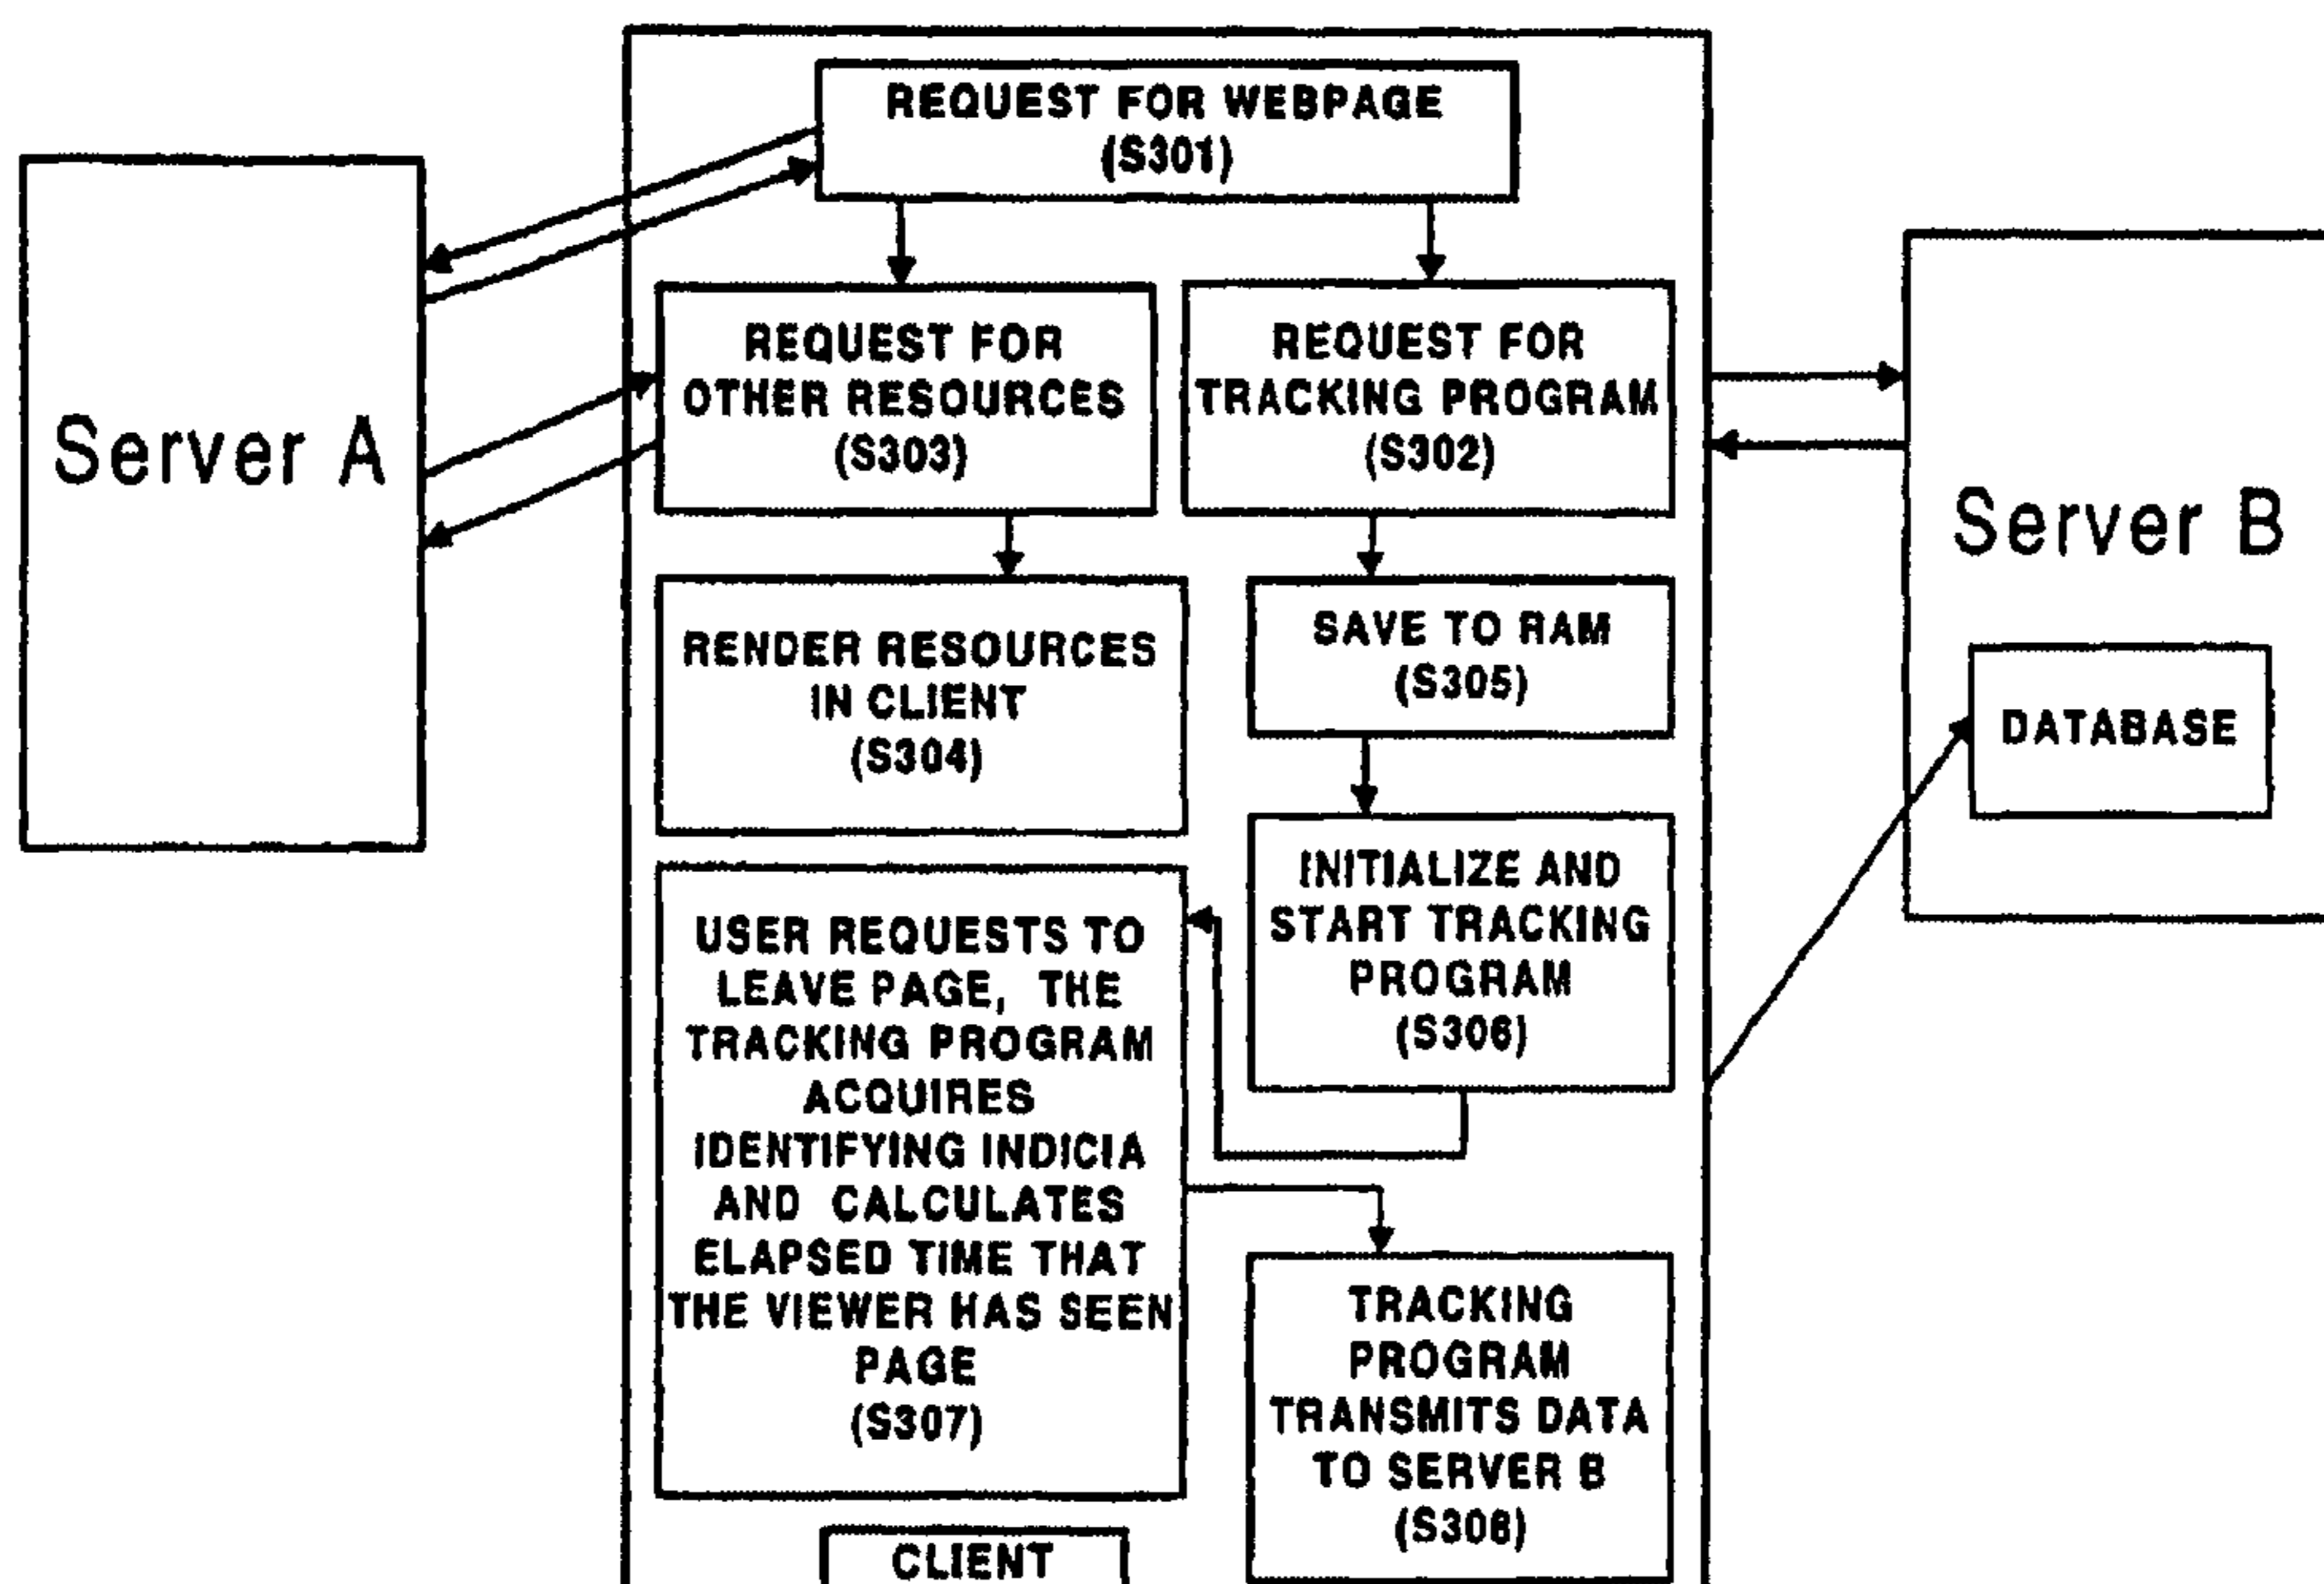 REQUEST FOR WEBPAGE
(S301)
Server A
REQUEST FOR
OTHER RESOURCES
(S303)
REQUEST FOR
TRACKING PROGRAM
(S302)
Server B
RENDER RESOURCES
IN CLIENT
(S304)
SAVE TO RAM
(S305)
DATABASE
INITIALIZE AND
START TRACKING
PROGRAM
(S306)
USER REQUESTS TO
LEAVE PAGE, THE
TRACKING PROGRAM
ACQUIRES
IDENTIFYING INDICIA
AND CALCULATES
ELAPSED TIME THAT
THE VIEWER HAS SEEN
PAGE
(S307)
TRACKING
PROGRAM
TRANSMITS DATA
TO SERVER B
(S308)
CLIENT